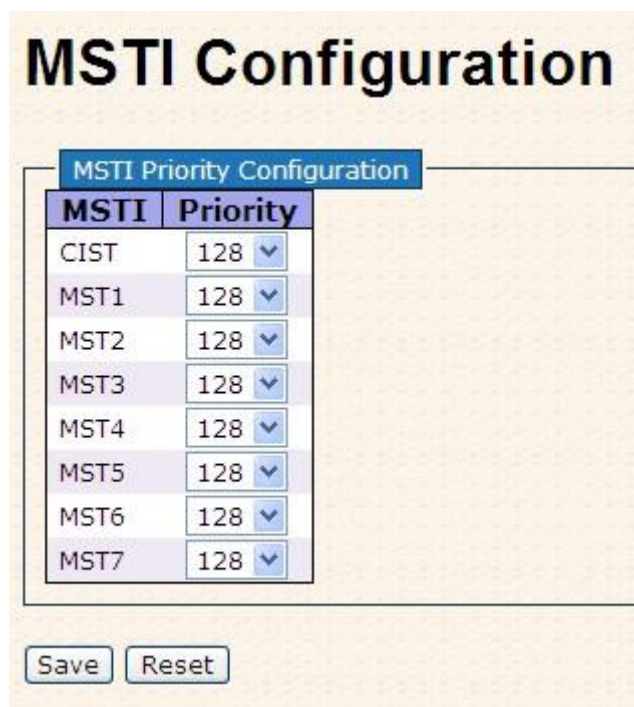 MSTI Configuration
MSTI Priority Configuration
MSTI Priority
CIST 128
MST1 128
MST2 128
MST3 128
MST4 128
MST5 128
MST6 128
MST7 128
Save Reset